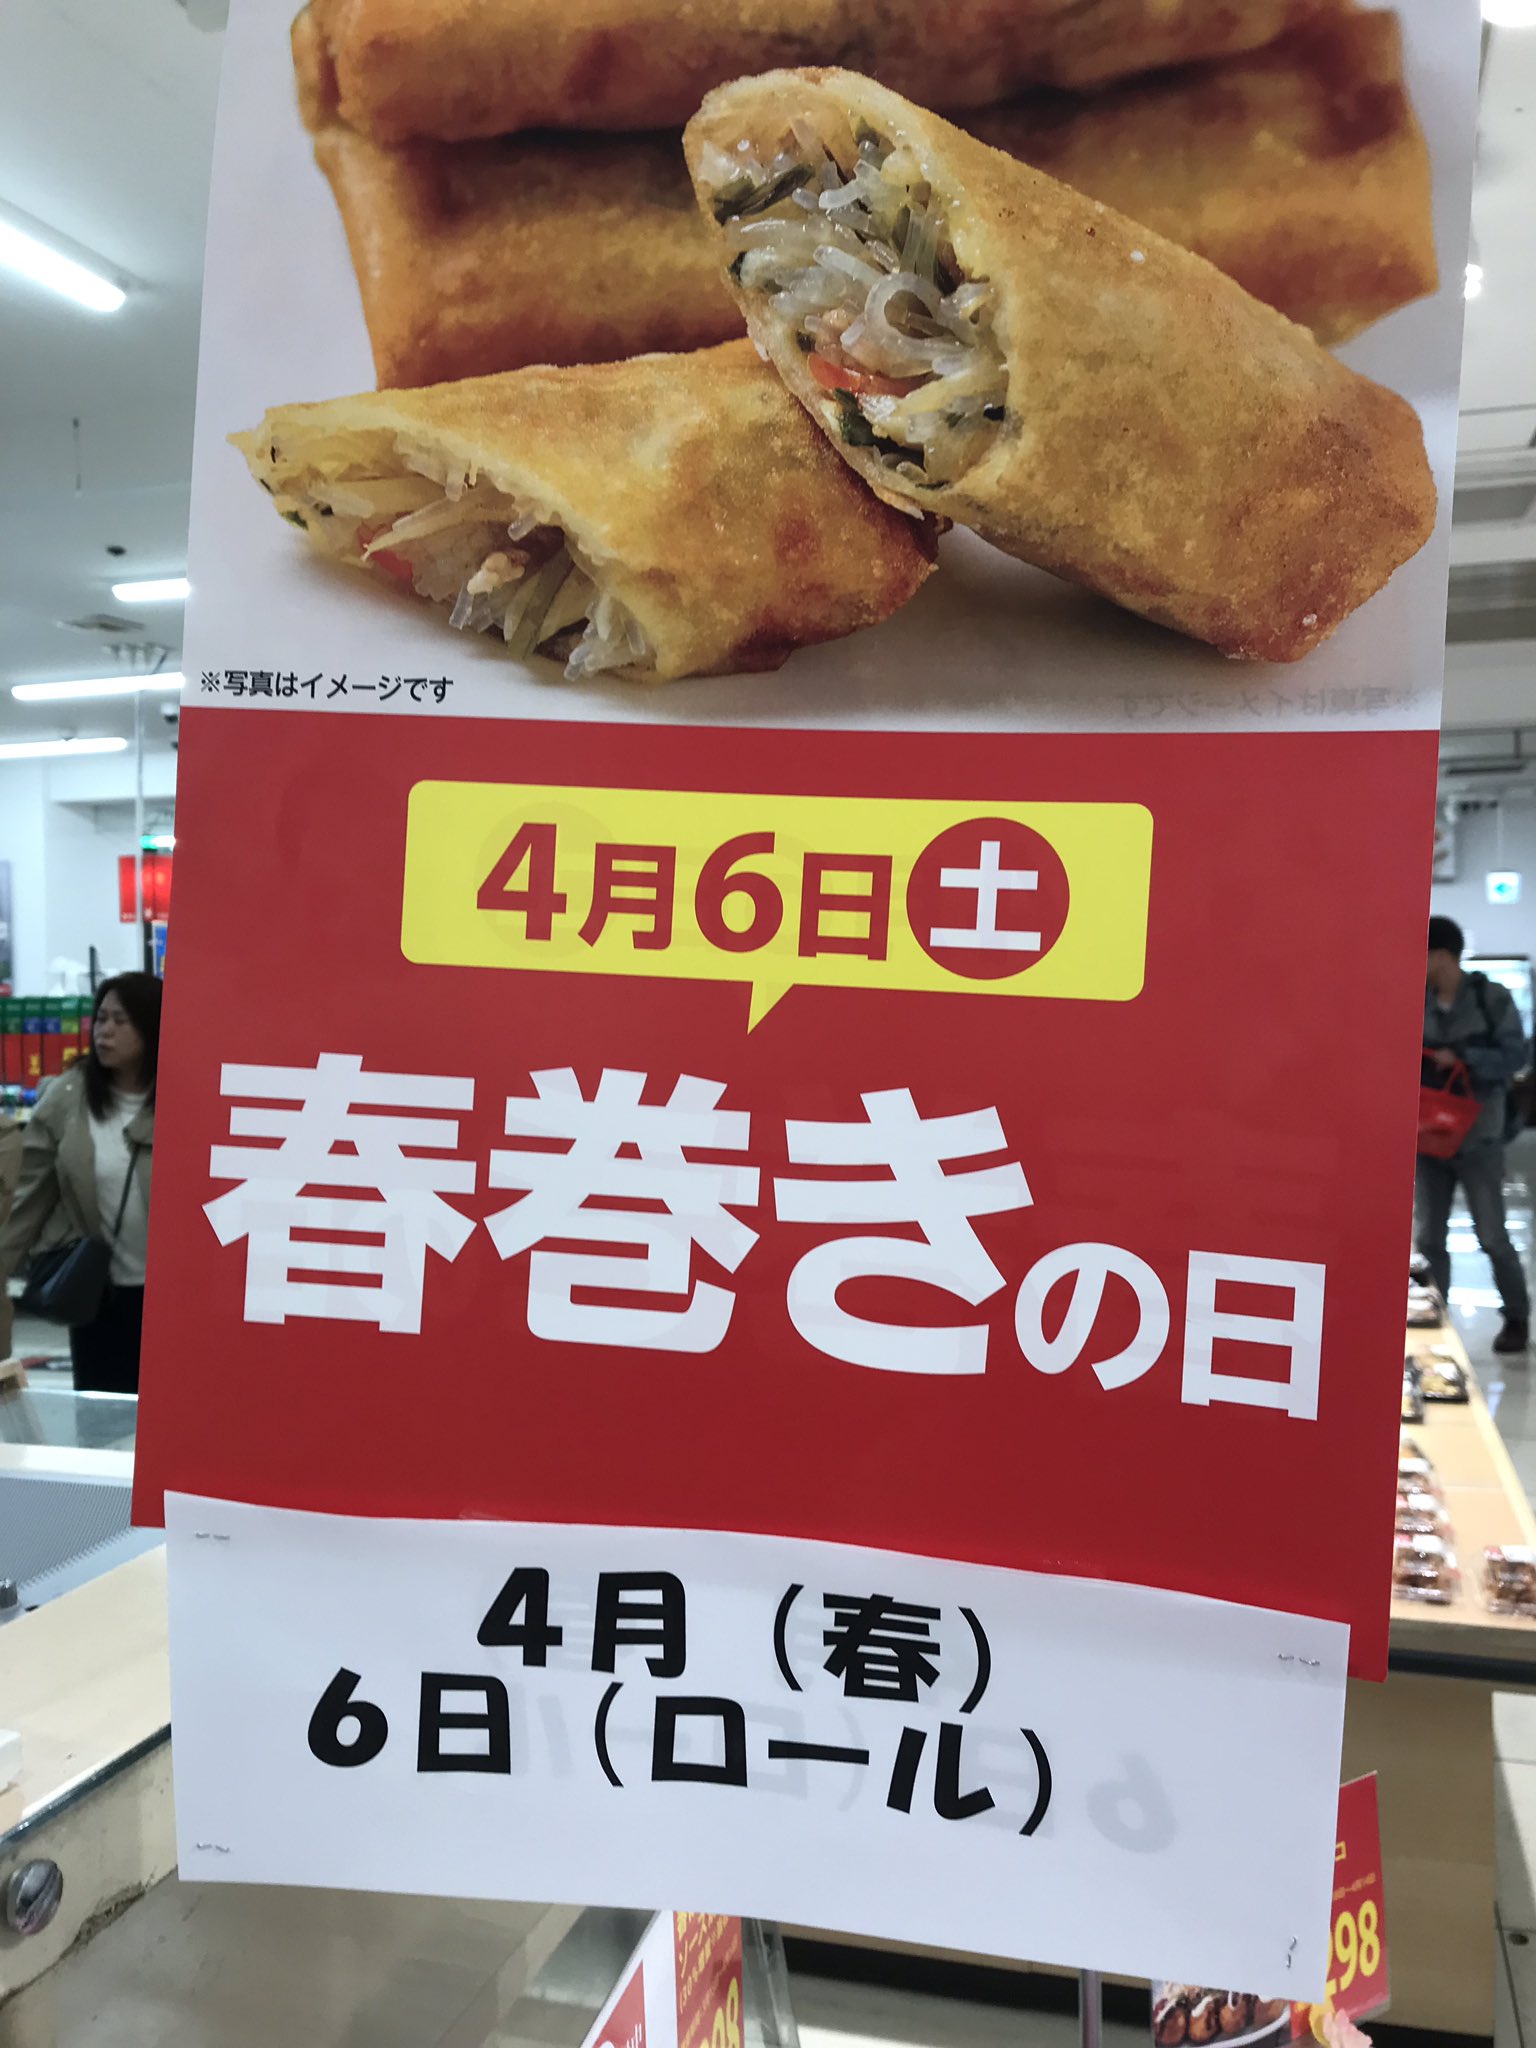 ※写真はイメージです
4月6日土
春巻きの日
4月（春）
6日（ロール）
298